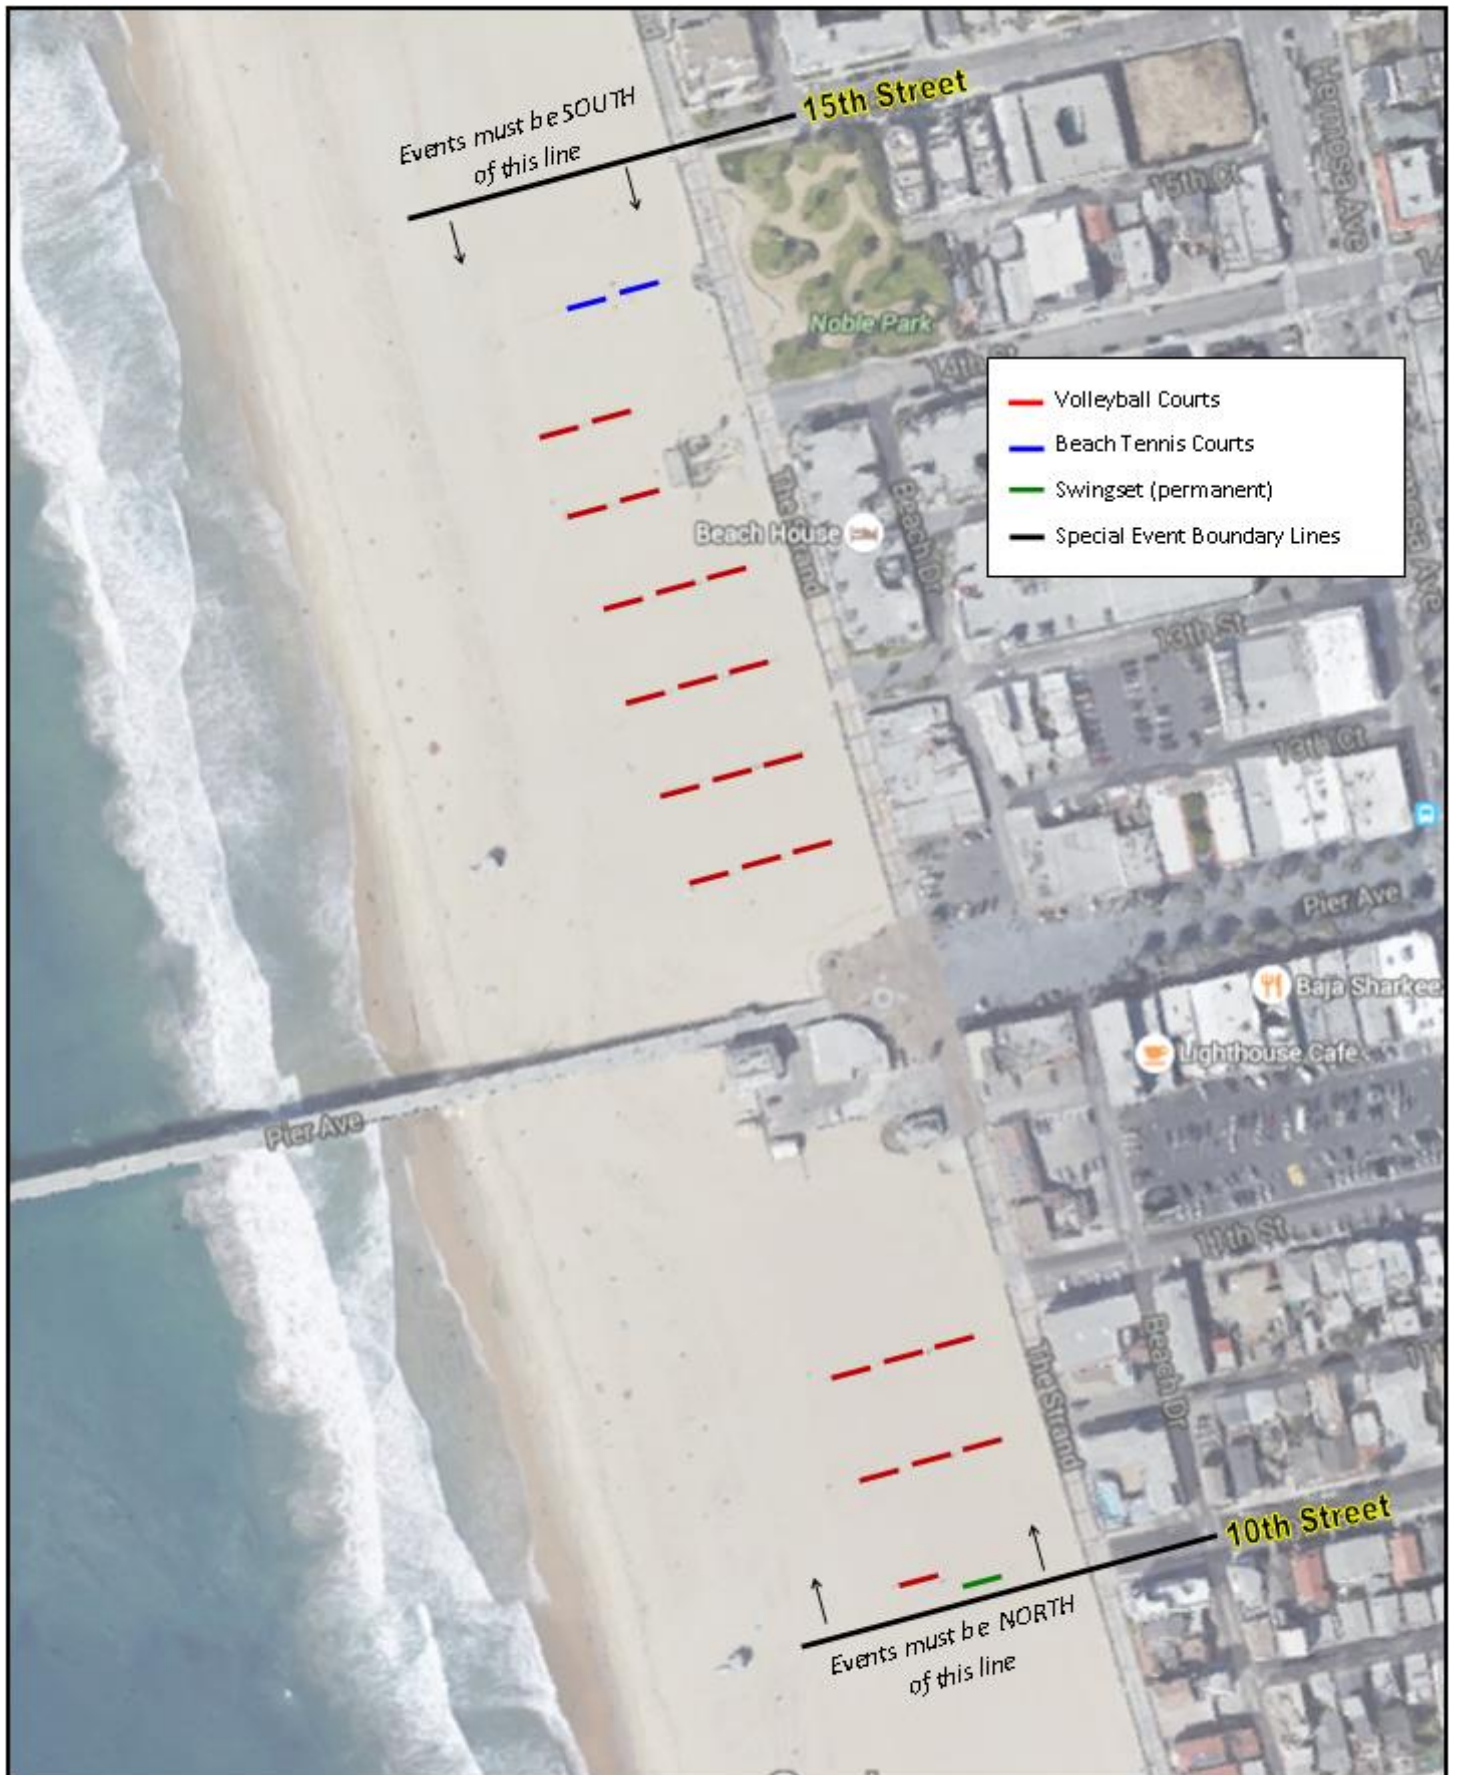 15th Street
Events must be SOUTH
of this line
15th Ct
Hermosa Ave
Noble Park
14th St
Volleyball Courts
Beach Tennis Courts
Swingset (permanent)
Special Event Boundary Lines
The Strand
Beach House
Beach Dr
13th St
13th Ct
Pier Ave
Baja Sharkee
Lighthouse Cafe
Pier Ave
11th St
The Strand
Beach Dr
10th Street
Events must be NORTH
of this line